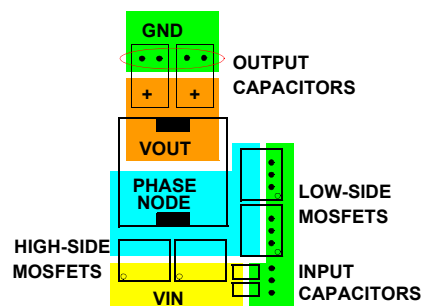 GND
OUTPUT
CAPACITORS
+ +
VOUT
PHASE
NODE
LOW-SIDE
MOSFETS
HIGH-SIDE
MOSFETS
INPUT
CAPACITORS
VIN